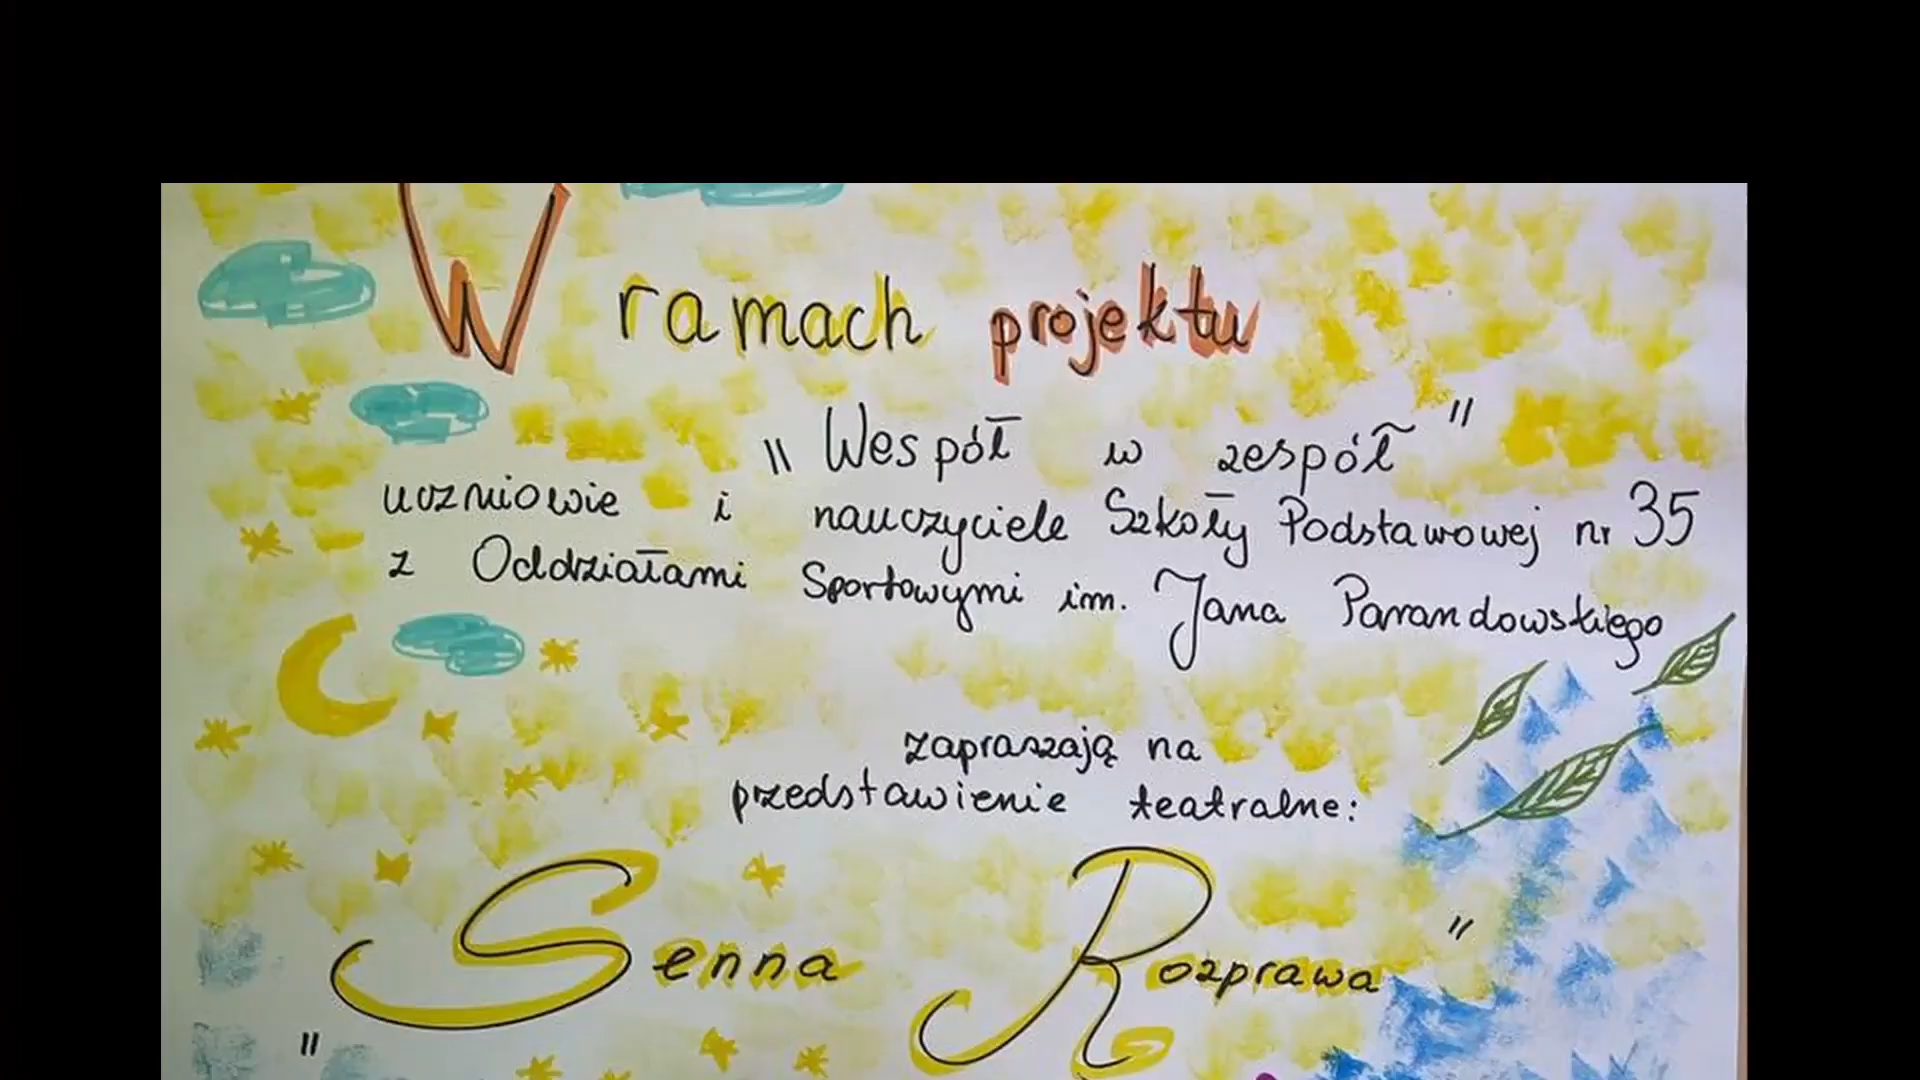 W ramach projektu
" Wespół w zespół "
uczniowie i nauczyciele Szkoły Podstawowej nr 35
z Oddziałami Sportowymi im. Jana Parandowskiego
zapraszają na
przedstawienie teatralne:
" Senna Rozprawa "